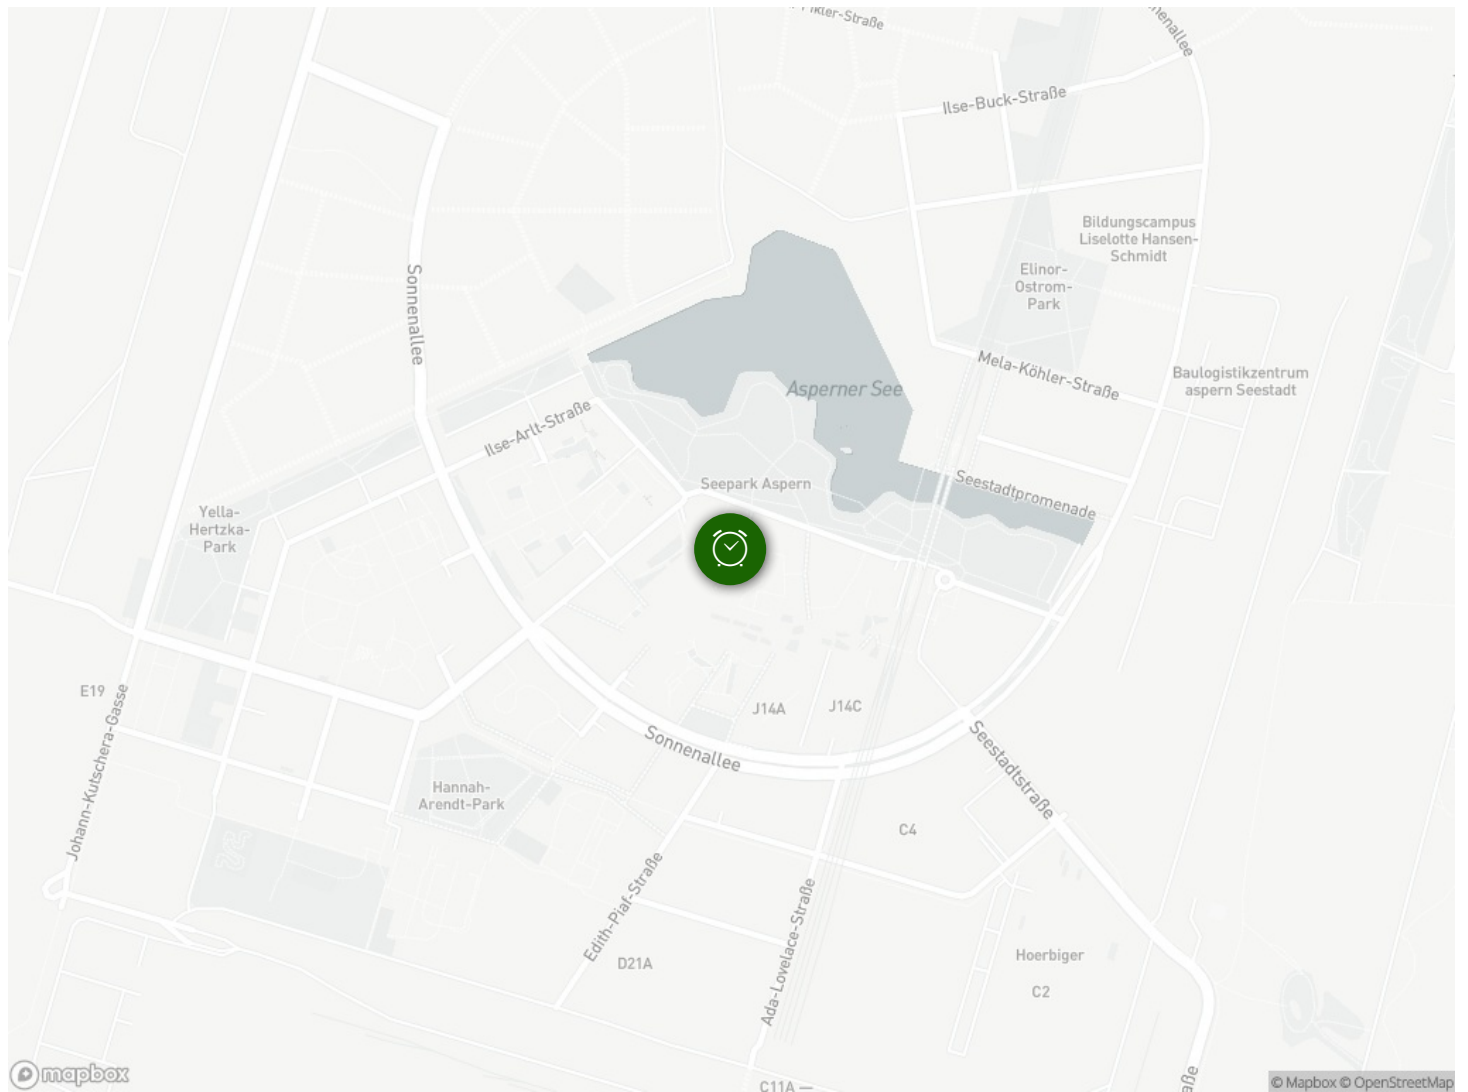 Ilse-Buck-Straße
Bildungscampus
Liselotte Hansen-
Schmidt
Elinor-
Ostrom-
Park
Sonnenallee
Mela-Köhler-Straße
Baulogistikzentrum
aspern Seestadt
Asperner See
Ilse-Arlt-Straße
Seepark Aspern
Seestadtpromenade
Yella-
Hertzka-
Park
E19
J14A
J14C
Sonnenallee
Seestadtstraße
Johann-Kutschera-Gasse
Hannah-
Arendt-Park
C4
Edith-Piaf-Straße
Ada-Lovelace-Straße
D21A
Hoerbiger
C2
mapbox
C11A —
© Mapbox © OpenStreetMap